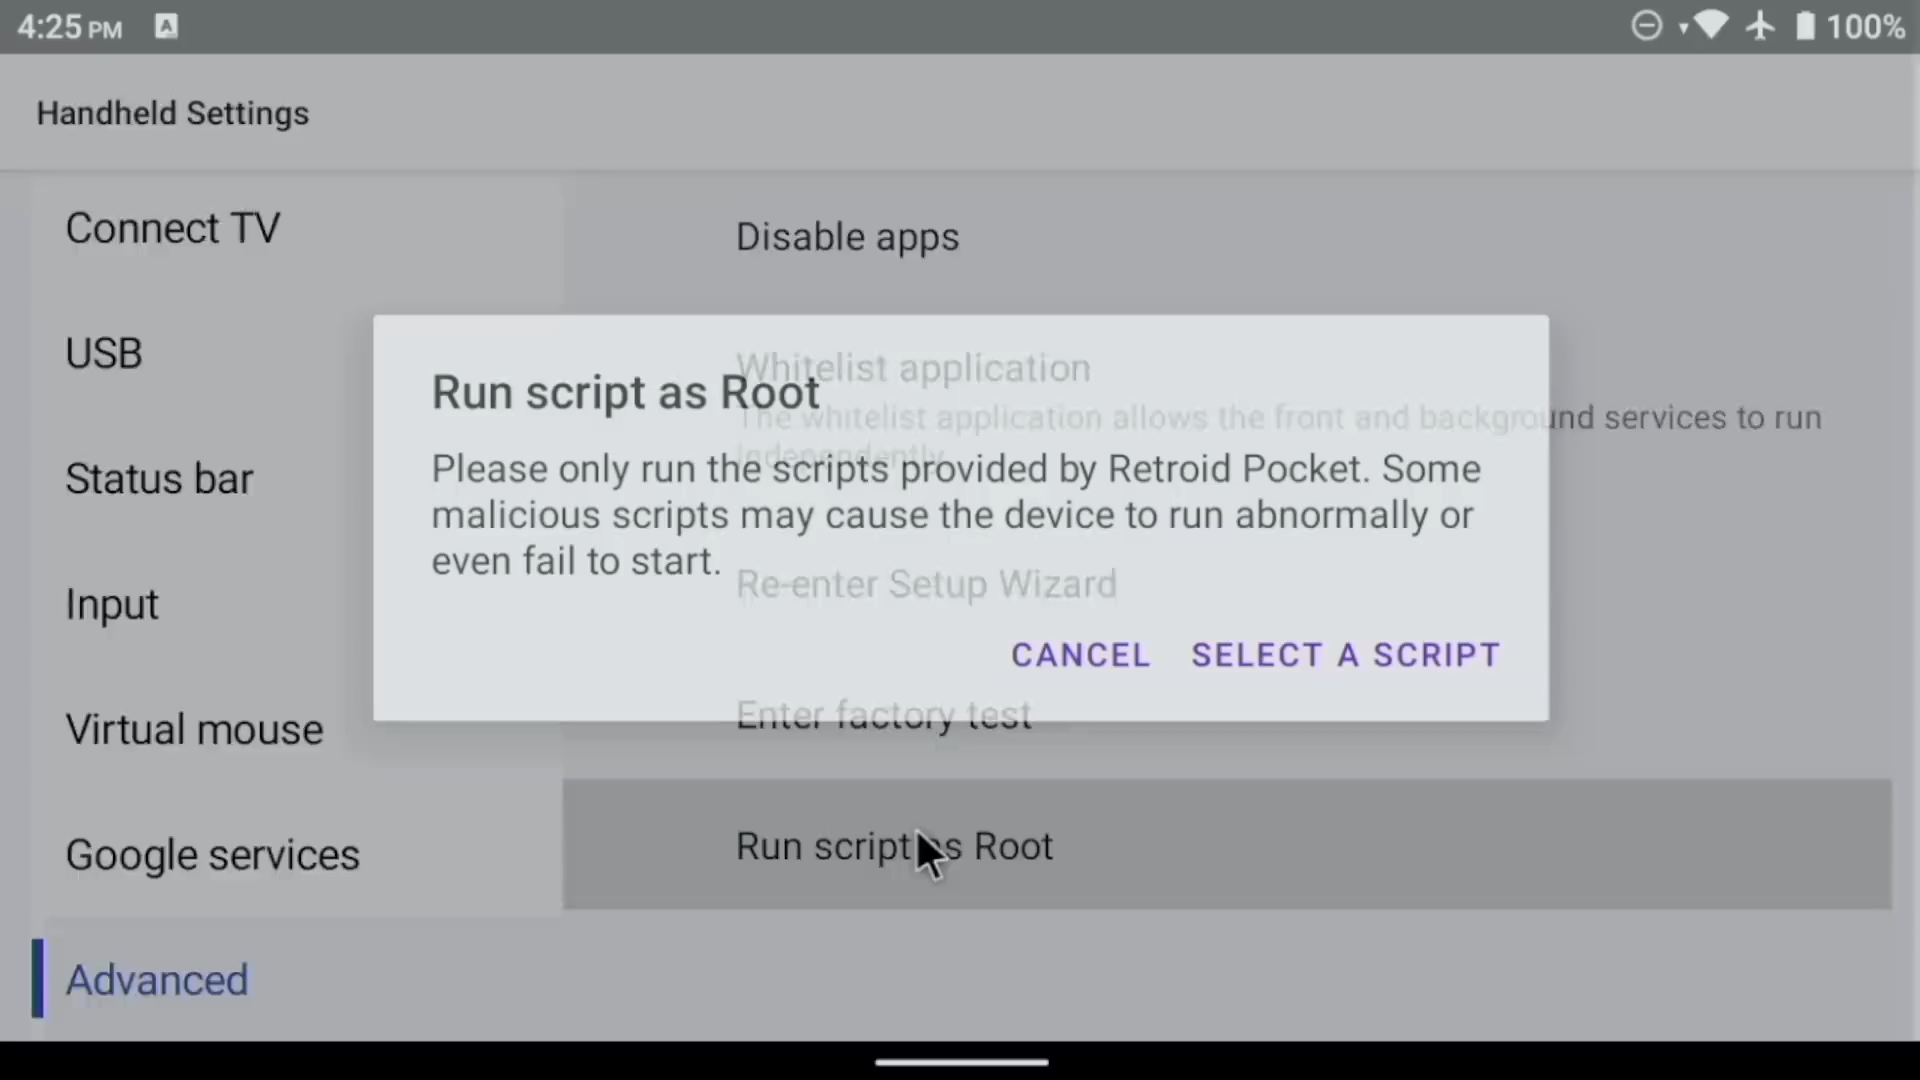 4:25 PM A 100%
Handheld Settings
Connect TV
USB
Status bar
Input
Virtual mouse
Google services
Advanced
Disable apps
Whitelist application
The whitelist application allows the front and background services to run
independently
Re-enter Setup Wizard
Enter factory test
Run script as Root
Run script as Root
Please only run the scripts provided by Retroid Pocket. Some
malicious scripts may cause the device to run abnormally or
even fail to start.
CANCEL SELECT A SCRIPT